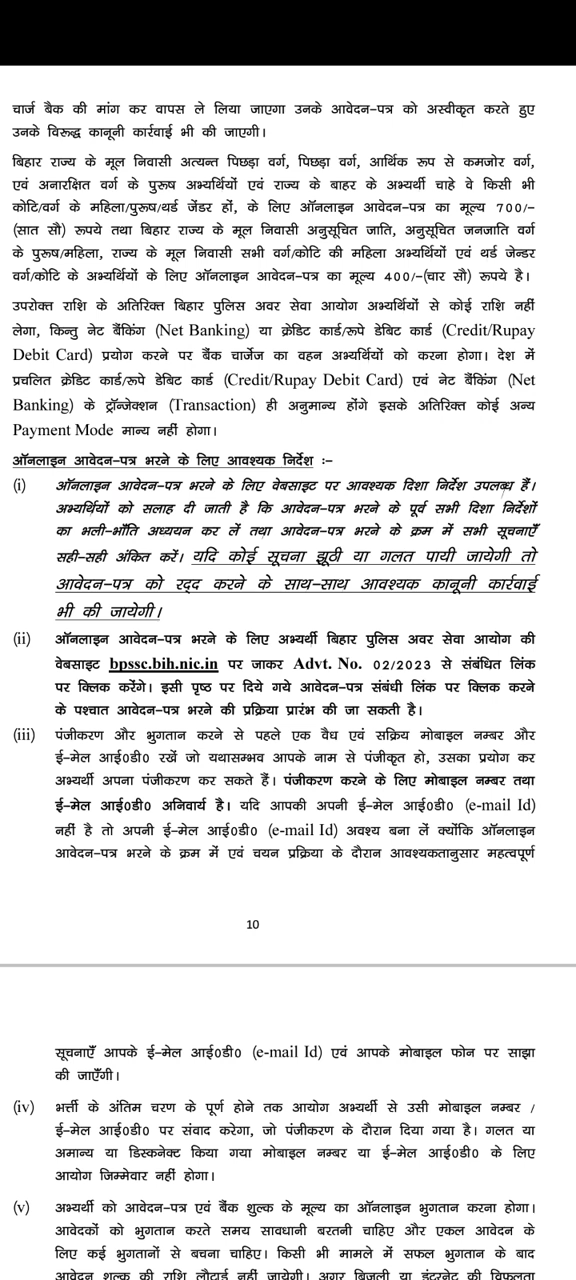 चार्ज बैक की मांग कर वापस ले लिया जाएगा उनके आवेदन–पत्र को अस्वीकृत करते हुए
उनके विरुद्ध कानूनी कार्रवाई भी की जाएगी।
बिहार राज्य के मूल निवासी अत्यन्त पिछड़ा वर्ग, पिछड़ा वर्ग, आर्थिक रूप से कमजोर वर्ग,
एवं अनारक्षित वर्ग के पुरूष अभ्यर्थियों एवं राज्य के बाहर के अभ्यर्थी चाहे वे किसी भी
कोटि/वर्ग के महिला/पुरूष/थर्ड जेंडर हों, के लिए ऑनलाइन आवेदन–पत्र का मूल्य 700/–
(सात सौ) रूपये तथा बिहार राज्य के मूल निवासी अनुसूचित जाति, अनुसूचित जनजाति वर्ग
के पुरूष/महिला, राज्य के मूल निवासी सभी वर्ग/कोटि की महिला अभ्यर्थियों एवं थर्ड जेन्डर
वर्ग/कोटि के अभ्यर्थियों के लिए ऑनलाइन आवेदन–पत्र का मूल्य 400/–(चार सौ) रूपये है।
उपरोक्त राशि के अतिरिक्त बिहार पुलिस अवर सेवा आयोग अभ्यर्थियों से कोई राशि नहीं
लेगा, किन्तु नेट बैंकिंग (Net Banking) या क्रेडिट कार्ड/रूपे डेबिट कार्ड (Credit/Rupay
Debit Card) प्रयोग करने पर बैंक चार्जेज का वहन अभ्यर्थियों को करना होगा। देश में
प्रचलित क्रेडिट कार्ड/रूपे डेबिट कार्ड (Credit/Rupay Debit Card) एवं नेट बैंकिंग (Net
Banking) के ट्रॉन्जेक्शन (Transaction) ही अनुमान्य होंगे इसके अतिरिक्त कोई अन्य
Payment Mode मान्य नहीं होगा।
ऑनलाइन आवेदन–पत्र भरने के लिए आवश्यक निर्देश :–
(i) ऑनलाइन आवेदन–पत्र भरने के लिए वेबसाइट पर आवश्यक दिशा निर्देश उपलब्ध हैं।
अभ्यर्थियों को सलाह दी जाती है कि आवेदन–पत्र भरने के पूर्व सभी दिशा निर्देशों
का भली–भाँति अध्ययन कर लें तथा आवेदन–पत्र भरने के क्रम में सभी सूचनाएँ
सही–सही अंकित करें। यदि कोई सूचना झूठी या गलत पायी जायेगी तो
आवेदन–पत्र को रद्द करने के साथ–साथ आवश्यक कानूनी कार्रवाई
भी की जायेगी।
(ii) ऑनलाइन आवेदन–पत्र भरने के लिए अभ्यर्थी बिहार पुलिस अवर सेवा आयोग की
वेबसाइट bpssc.bih.nic.in पर जाकर Advt. No. 02/2023 से संबंधित लिंक
पर क्लिक करेंगे। इसी पृष्ठ पर दिये गये आवेदन–पत्र संबंधी लिंक पर क्लिक करने
के पश्चात आवेदन–पत्र भरने की प्रक्रिया प्रारंभ की जा सकती है।
(iii) पंजीकरण और भुगतान करने से पहले एक वैध एवं सक्रिय मोबाइल नम्बर और
ई–मेल आई०डी० रखें जो यथासम्भव आपके नाम से पंजीकृत हो, उसका प्रयोग कर
अभ्यर्थी अपना पंजीकरण कर सकते हैं। पंजीकरण करने के लिए मोबाइल नम्बर तथा
ई–मेल आई०डी० अनिवार्य है। यदि आपकी अपनी ई–मेल आई०डी० (e-mail Id)
नहीं है तो अपनी ई–मेल आई०डी० (e-mail Id) अवश्य बना लें क्योंकि ऑनलाइन
आवेदन–पत्र भरने के क्रम में एवं चयन प्रक्रिया के दौरान आवश्यकतानुसार महत्वपूर्ण
10
सूचनाएँ आपके ई–मेल आई०डी० (e-mail Id) एवं आपके मोबाइल फोन पर साझा
की जाएँगी।
(iv) भर्त्ती के अंतिम चरण के पूर्ण होने तक आयोग अभ्यर्थी से उसी मोबाइल नम्बर /
ई–मेल आई०डी० पर संवाद करेगा, जो पंजीकरण के दौरान दिया गया है। गलत या
अमान्य या डिस्कनेक्ट किया गया मोबाइल नम्बर या ई–मेल आई०डी० के लिए
आयोग जिम्मेवार नहीं होगा।
(v) अभ्यर्थी को आवेदन–पत्र एवं बैंक शुल्क के मूल्य का ऑनलाइन भुगतान करना होगा।
आवेदकों को भुगतान करते समय सावधानी बरतनी चाहिए और एकल आवेदन के
लिए कई भुगतानों से बचना चाहिए। किसी भी मामले में सफल भुगतान के बाद
आवेदन शुल्क की राशि लौटाई नहीं जायेगी। अगर बिजली या इंटरनेट की विफलता